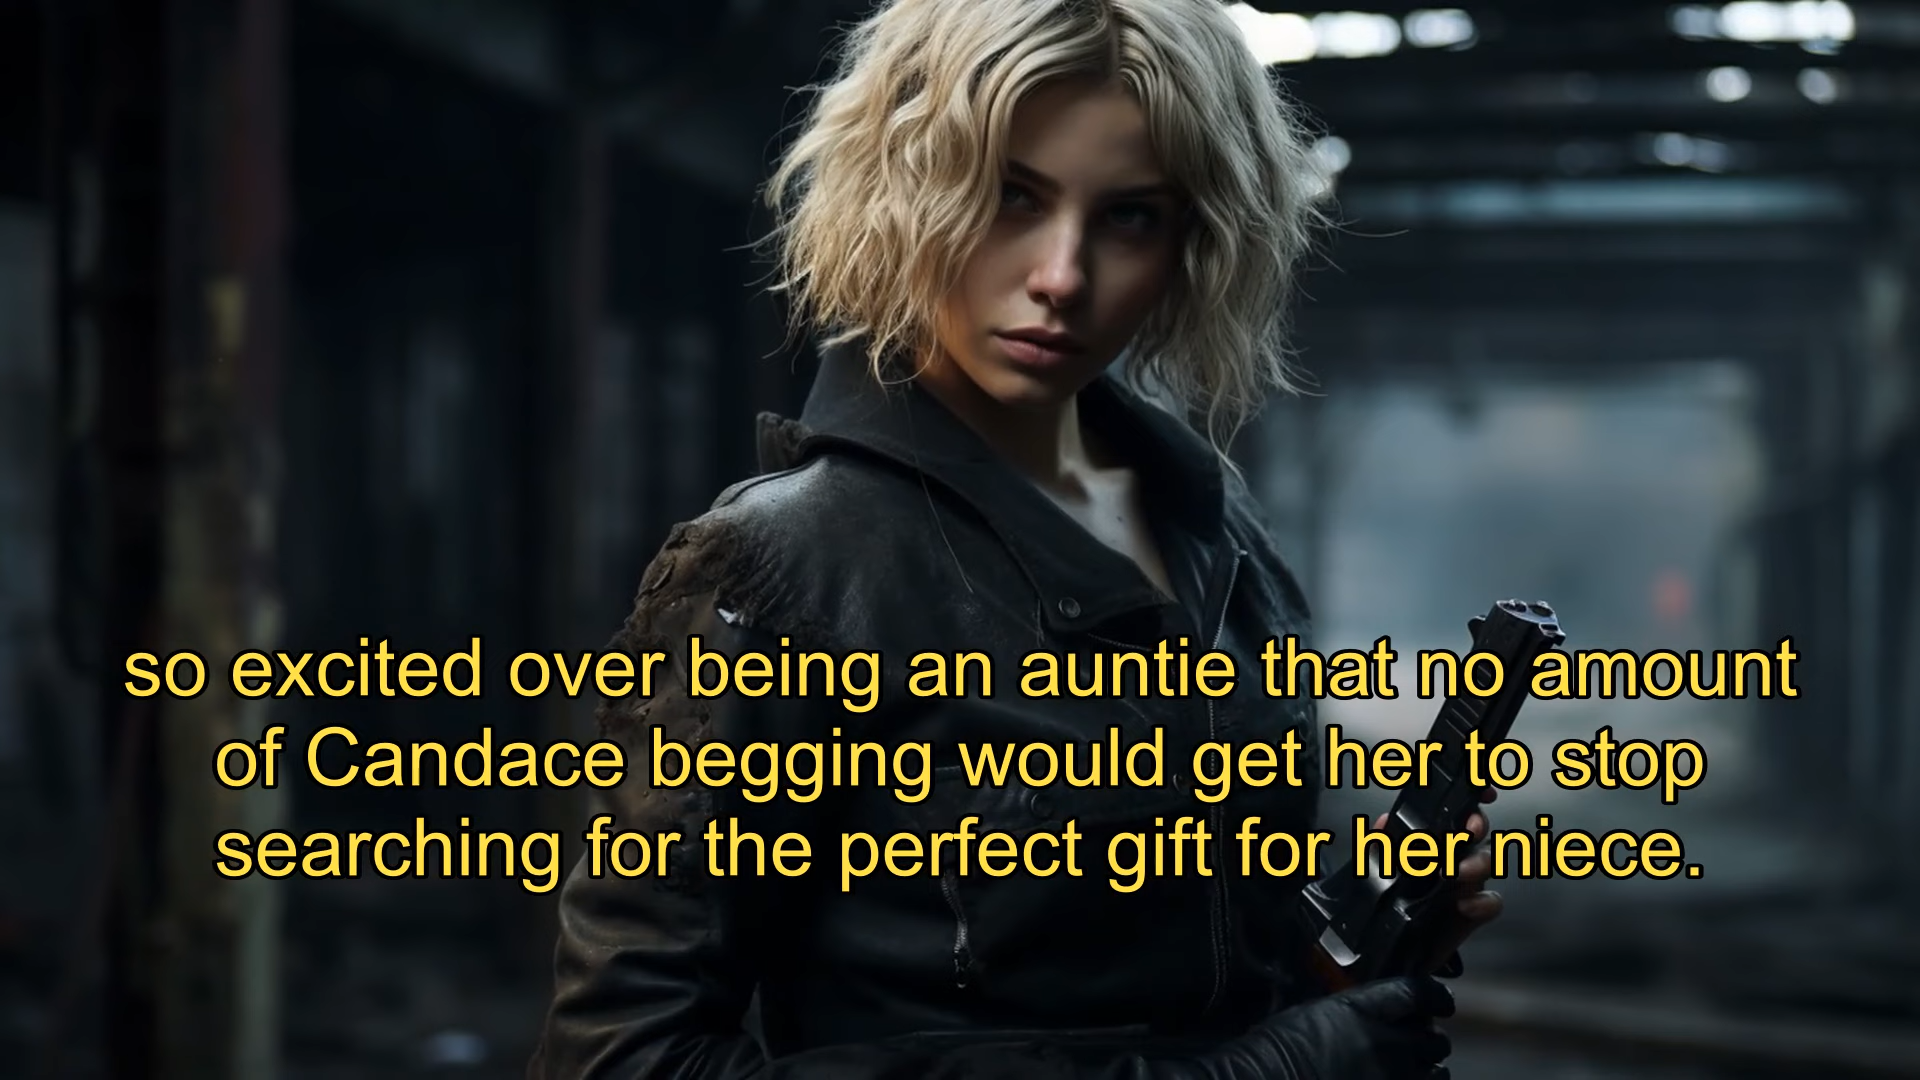 so excited over being an auntie that no amount
of Candace begging would get her to stop
searching for the perfect gift for her niece.